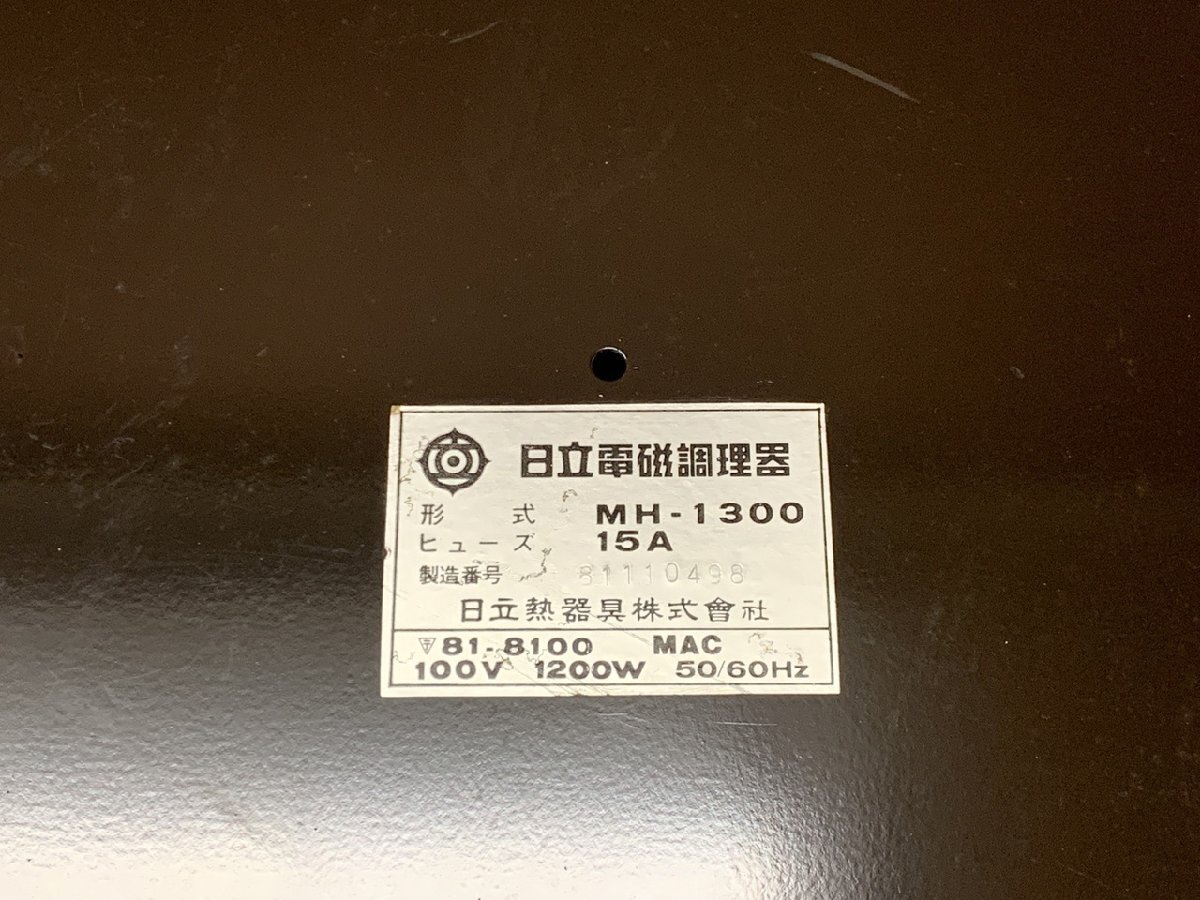 日立電磁調理器
形 式 MH-1300
ヒューズ 15A
製造番号 81110498
日立熱器具株式會社
〒81-8100 MAC
100V 1200W 50/60Hz